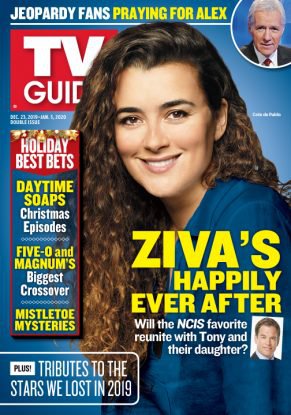 JEOPARDY FANS PRAYING FOR ALEX
TV
GUIDE
DEC. 23, 2019–JAN. 5, 2020
DOUBLE ISSUE
Cote de Pablo
HOLIDAY
BEST BETS
DAYTIME
SOAPS
Christmas
Episodes
FIVE-O and
MAGNUM'S
Biggest
Crossover
MISTLETOE
MYSTERIES
ZIVA'S
HAPPILY
EVER AFTER
Will the NCIS favorite
reunite with Tony and
their daughter?
PLUS! TRIBUTES TO THE
STARS WE LOST IN 2019